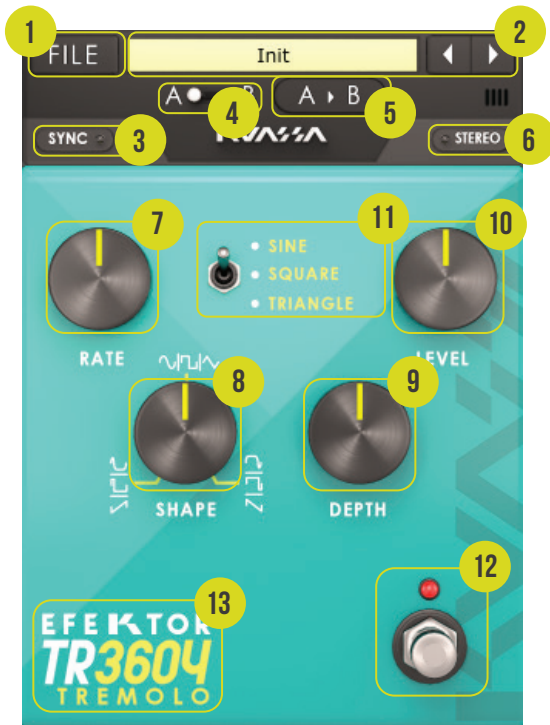 1
2
FILE
Init
A B
4
A B
5
SYNC
3
KVASSA
STEREO
6
7
11
10
SINE
SQUARE
TRIANGLE
RATE
LEVEL
8
9
SHAPE
DEPTH
12
13
EFEKTOR
TR3604
TREMOLO